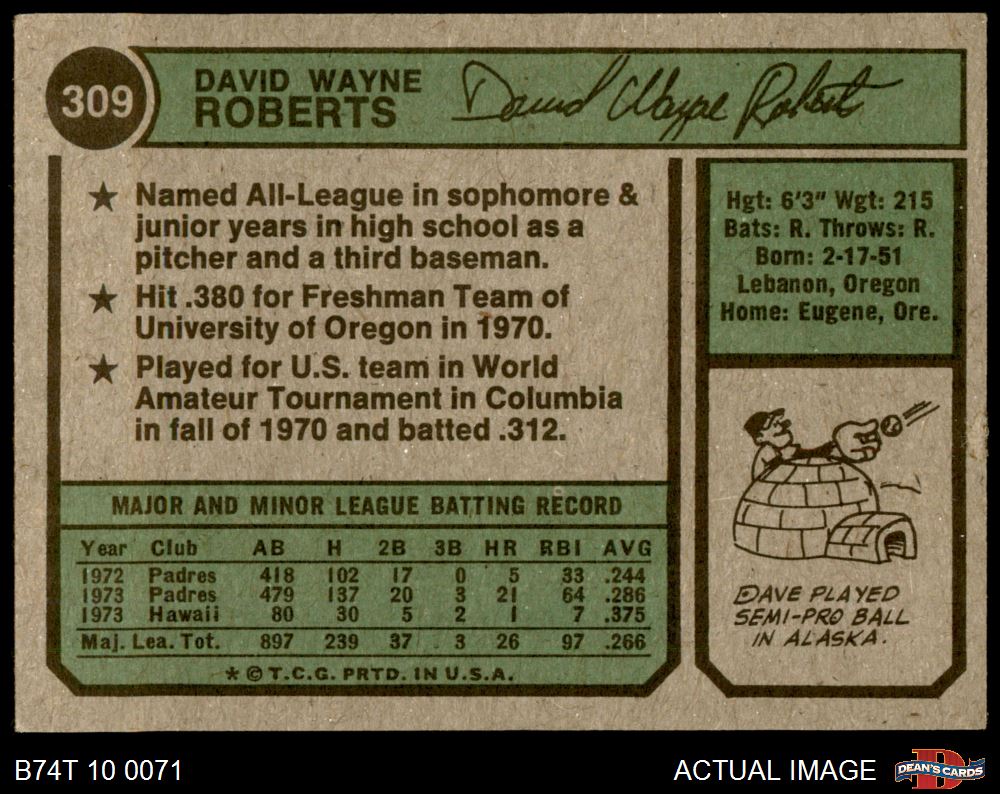 309
DAVID WAYNE
ROBERTS
David Wayne Roberts
★ Named All-League in sophomore &
junior years in high school as a
pitcher and a third baseman.
★ Hit .380 for Freshman Team of
University of Oregon in 1970.
★ Played for U.S. team in World
Amateur Tournament in Columbia
in fall of 1970 and batted .312.
Hgt: 6'3" Wgt: 215
Bats: R. Throws: R.
Born: 2-17-51
Lebanon, Oregon
Home: Eugene, Ore.
MAJOR AND MINOR LEAGUE BATTING RECORD
Year Club AB H 2B 3B HR RBI AVG
1972 Padres 418 102 17 0 5 33 .244
1973 Padres 479 137 20 3 21 64 .286
1973 Hawaii 80 30 5 2 1 7 .375
Maj. Lea. Tot. 897 239 37 3 26 97 .266
* © T.C.G. PRTD. IN U.S.A.
DAVE PLAYED
SEMI-PRO BALL
IN ALASKA.
B74T 10 0071
ACTUAL IMAGE
D
DEAN'S CARDS